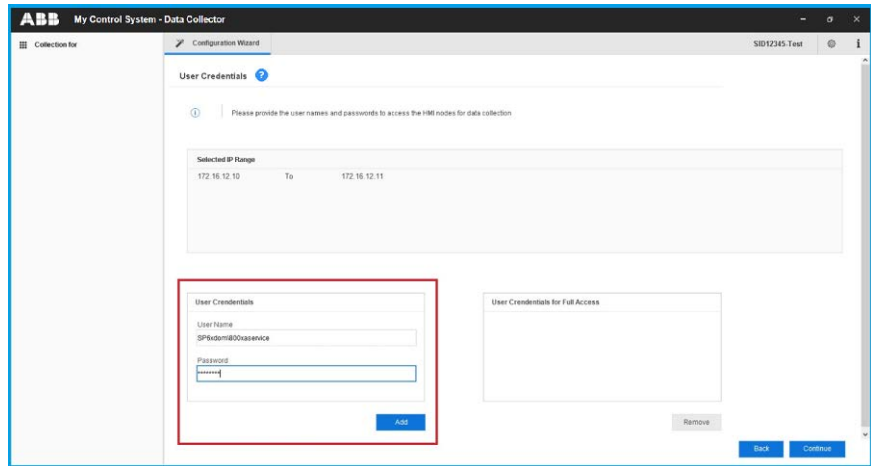 ABB My Control System - Data Collector
Collection for
Configuration Wizard
SID12345-Test
User Credentials ?
Please provide the user names and passwords to access the HMI nodes for data collection
Selected IP Range
172.16.12.10 To 172.16.12.11
User Crendentials
User Crendentials for Full Access
User Name
SP6xdom\800xaservice
Password
********
Add
Remove
Back
Continue